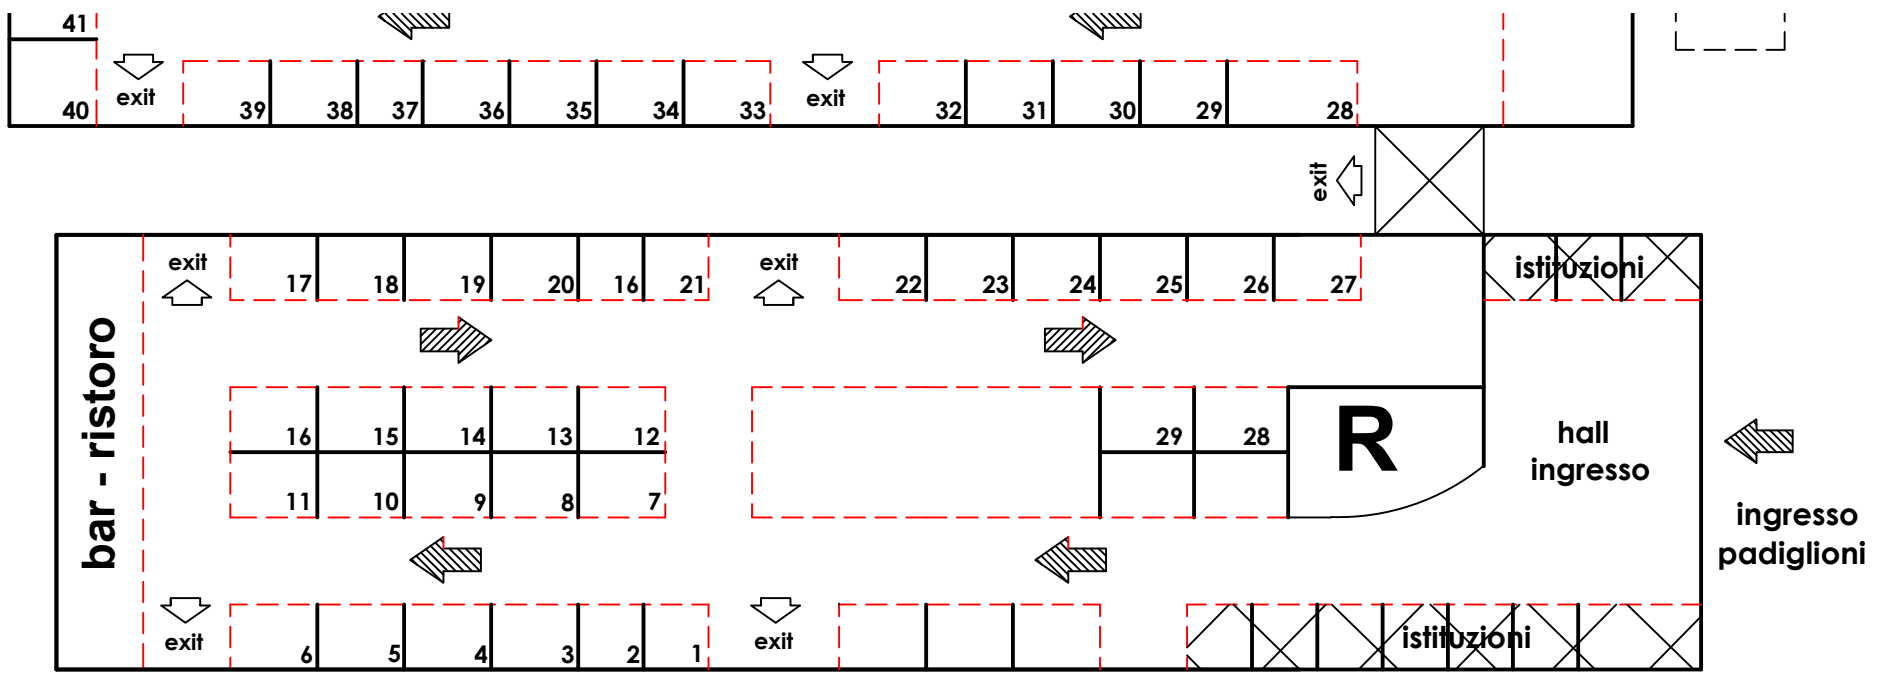 41
40
exit
39 38 37 36 35 34 33
exit
32 31 30 29 28
exit
exit
17 18 19 20 16 21
exit
22 23 24 25 26 27
istituzioni
bar - ristoro
16 15 14 13 12
11 10 9 8 7
29 28
R
hall
ingresso
ingresso
padiglioni
exit
6 5 4 3 2 1
exit
istituzioni